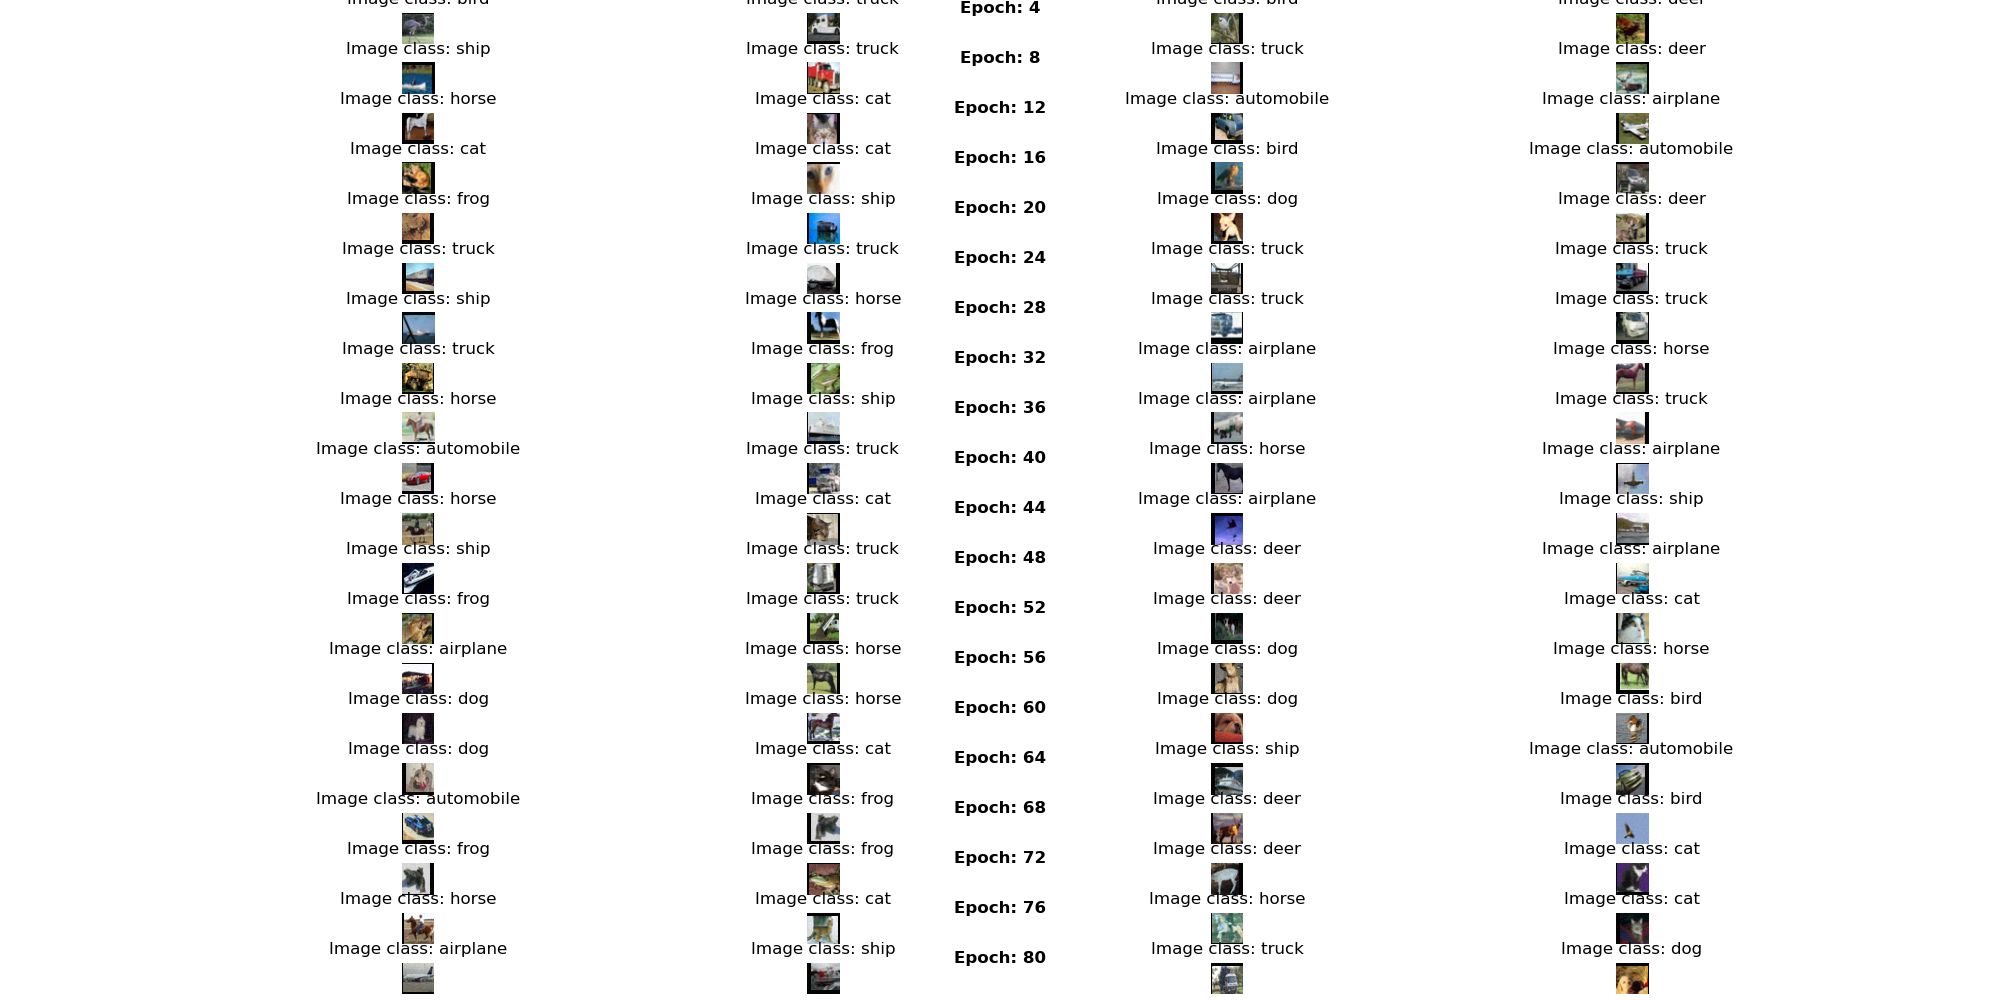 Image class: bird Image class: truck Epoch: 4 Image class: bird Image class: deer
Image class: ship Image class: truck Epoch: 8 Image class: truck Image class: deer
Image class: horse Image class: cat Epoch: 12 Image class: automobile Image class: airplane
Image class: cat Image class: cat Epoch: 16 Image class: bird Image class: automobile
Image class: frog Image class: ship Epoch: 20 Image class: dog Image class: deer
Image class: truck Image class: truck Epoch: 24 Image class: truck Image class: truck
Image class: ship Image class: horse Epoch: 28 Image class: truck Image class: truck
Image class: truck Image class: frog Epoch: 32 Image class: airplane Image class: horse
Image class: horse Image class: ship Epoch: 36 Image class: airplane Image class: truck
Image class: automobile Image class: truck Epoch: 40 Image class: horse Image class: airplane
Image class: horse Image class: cat Epoch: 44 Image class: airplane Image class: ship
Image class: ship Image class: truck Epoch: 48 Image class: deer Image class: airplane
Image class: frog Image class: truck Epoch: 52 Image class: deer Image class: cat
Image class: airplane Image class: horse Epoch: 56 Image class: dog Image class: horse
Image class: dog Image class: horse Epoch: 60 Image class: dog Image class: bird
Image class: dog Image class: cat Epoch: 64 Image class: ship Image class: automobile
Image class: automobile Image class: frog Epoch: 68 Image class: deer Image class: bird
Image class: frog Image class: frog Epoch: 72 Image class: deer Image class: cat
Image class: horse Image class: cat Epoch: 76 Image class: horse Image class: cat
Image class: airplane Image class: ship Epoch: 80 Image class: truck Image class: dog